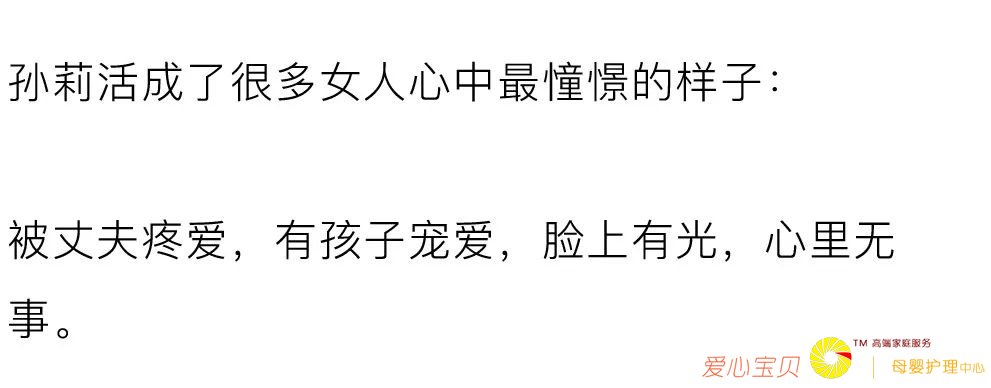 孙莉活成了很多女人心中最憧憬的样子：
被丈夫疼爱，有孩子宠爱，脸上有光，心里无
事。
爱心宝贝 TM 高端家庭服务 | 母婴护理中心